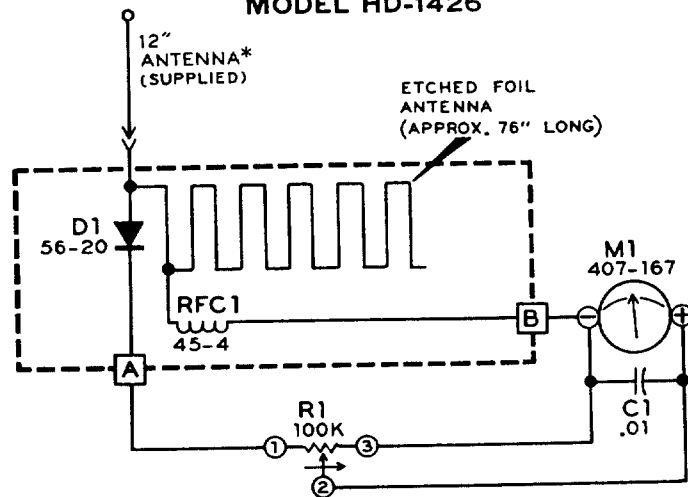 MODEL HD-1426
12"
ANTENNA*
(SUPPLIED)
ETCHED FOIL
ANTENNA
(APPROX. 76" LONG)
D1
56-20
RFC1
45-4
B
M1
407-167
− +
A
R1
100K
1 3
2
C1
.01